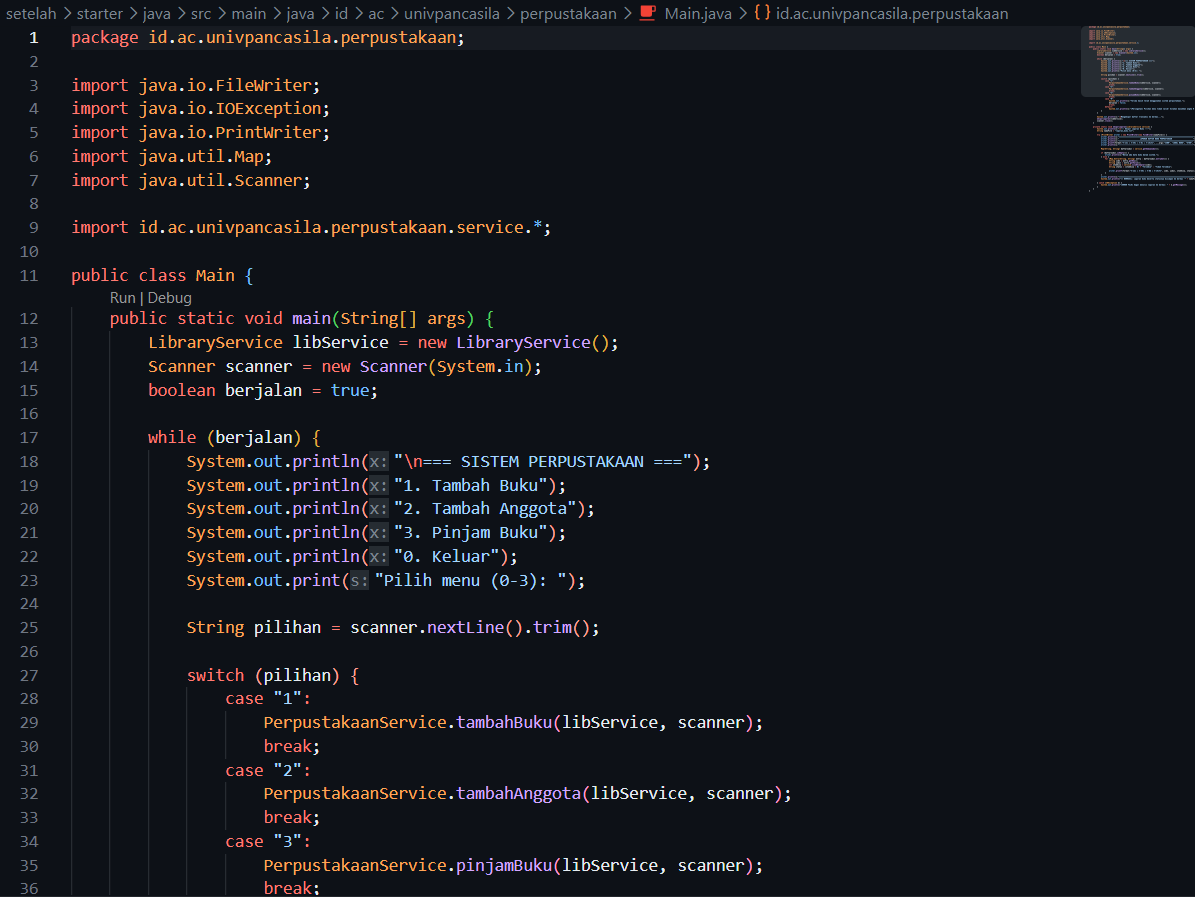 setelah > starter > java > src > main > java > id > ac > univpancasila > perpustakaan > Main.java > {} id.ac.univpancasila.perpustakaan
1 package id.ac.univpancasila.perpustakaan;
2
3 import java.io.FileWriter;
4 import java.io.IOException;
5 import java.io.PrintWriter;
6 import java.util.Map;
7 import java.util.Scanner;
8
9 import id.ac.univpancasila.perpustakaan.service.*;
10
11 public class Main {
Run | Debug
12 public static void main(String[] args) {
13 LibraryService libService = new LibraryService();
14 Scanner scanner = new Scanner(System.in);
15 boolean berjalan = true;
16
17 while (berjalan) {
18 System.out.println(x: "\n=== SISTEM PERPUSTAKAAN ===");
19 System.out.println(x: "1. Tambah Buku");
20 System.out.println(x: "2. Tambah Anggota");
21 System.out.println(x: "3. Pinjam Buku");
22 System.out.println(x: "0. Keluar");
23 System.out.print(s: "Pilih menu (0-3): ");
24
25 String pilihan = scanner.nextLine().trim();
26
27 switch (pilihan) {
28 case "1":
29 PerpustakaanService.tambahBuku(libService, scanner);
30 break;
31 case "2":
32 PerpustakaanService.tambahAnggota(libService, scanner);
33 break;
34 case "3":
35 PerpustakaanService.pinjamBuku(libService, scanner);
36 break;